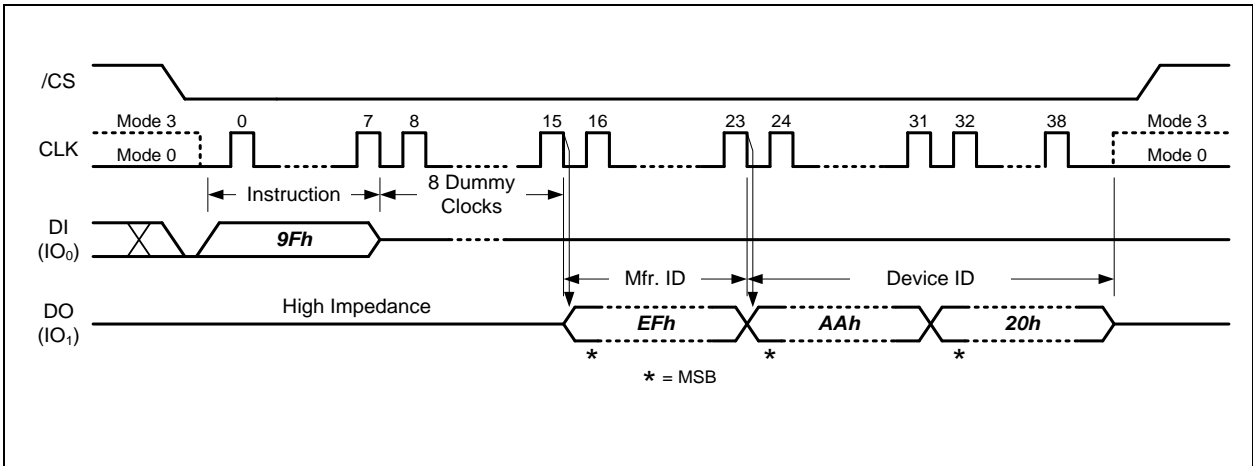 /CS
Mode 3 0 7 8 15 16 23 24 31 32 38 Mode 3
CLK
Mode 0 Mode 0
Instruction 8 Dummy
Clocks
DI
(IO₀)
9Fh
Mfr. ID Device ID
DO
(IO₁)
High Impedance
EFh AAh 20h
* * *
* = MSB